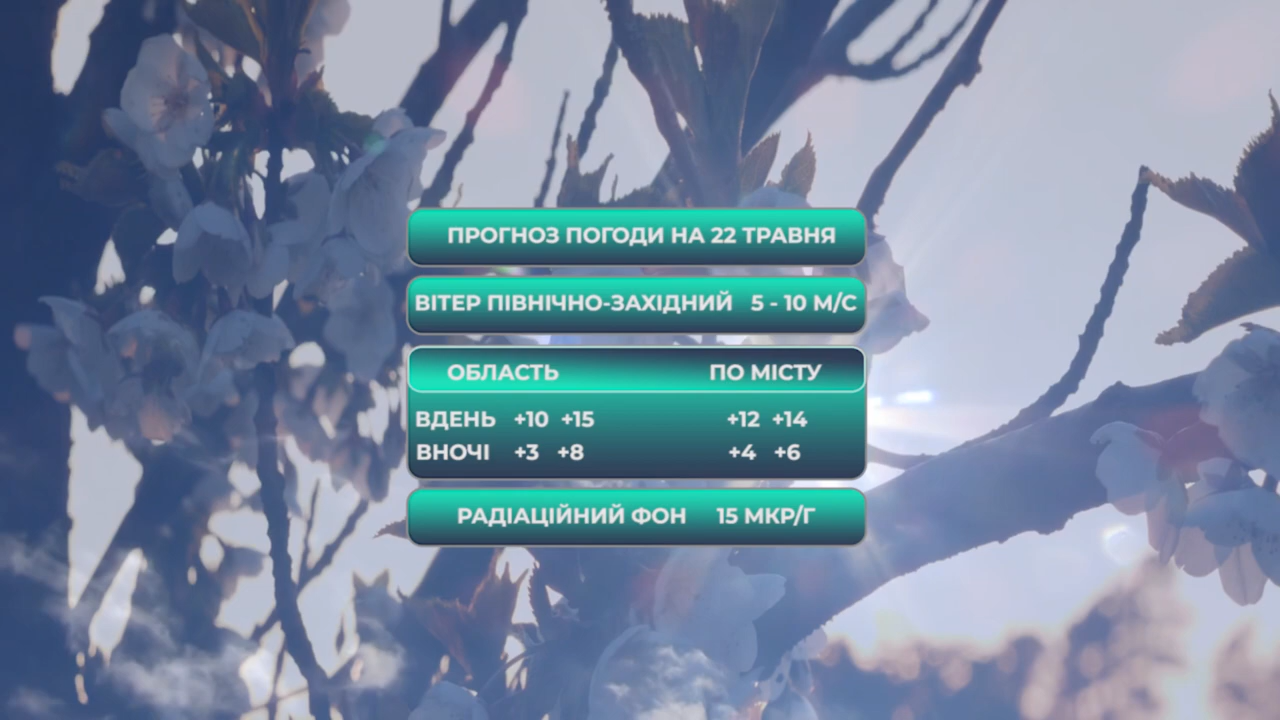 ПРОГНОЗ ПОГОДИ НА 22 ТРАВНЯ
ВІТЕР ПІВНІЧНО-ЗАХІДНИЙ 5 - 10 М/С
ОБЛАСТЬ ПО МІСТУ
ВДЕНЬ +10 +15 +12 +14
ВНОЧІ +3 +8 +4 +6
РАДІАЦІЙНИЙ ФОН 15 МКР/Г